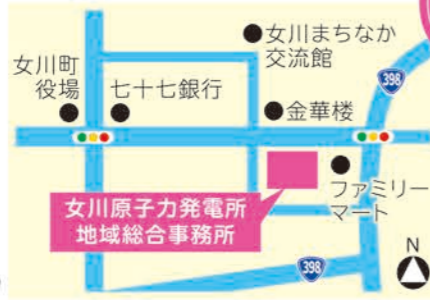 女川まちなか
交流館
398
女川町
役場
七十七銀行
金華楼
ファミリー
マート
女川原子力発電所
地域総合事務所
398
N